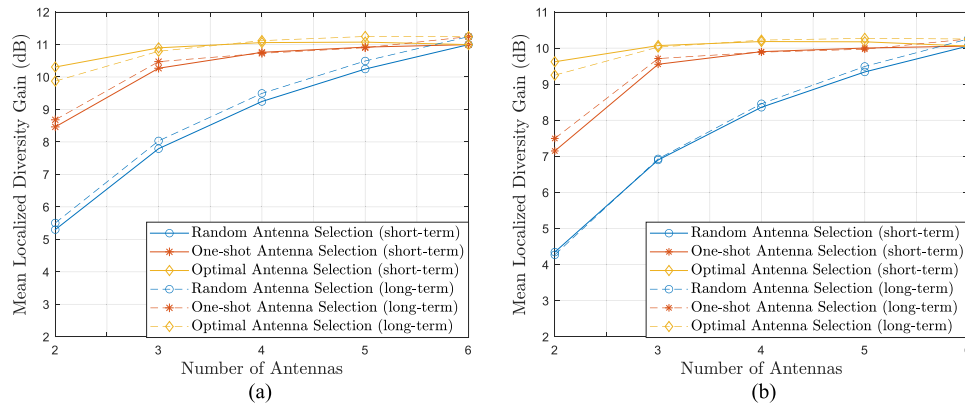 12
11
10
9
8
7
6
5
4
3
2
Mean Localized Diversity Gain (dB)
Random Antenna Selection (short-term)
One-shot Antenna Selection (short-term)
Optimal Antenna Selection (short-term)
Random Antenna Selection (long-term)
One-shot Antenna Selection (long-term)
Optimal Antenna Selection (long-term)
2 3 4 5 6
Number of Antennas
(a)
11
10
9
8
7
6
5
4
3
2
Mean Localized Diversity Gain (dB)
Random Antenna Selection (short-term)
One-shot Antenna Selection (short-term)
Optimal Antenna Selection (short-term)
Random Antenna Selection (long-term)
One-shot Antenna Selection (long-term)
Optimal Antenna Selection (long-term)
2 3 4 5
Number of Antennas
(b)